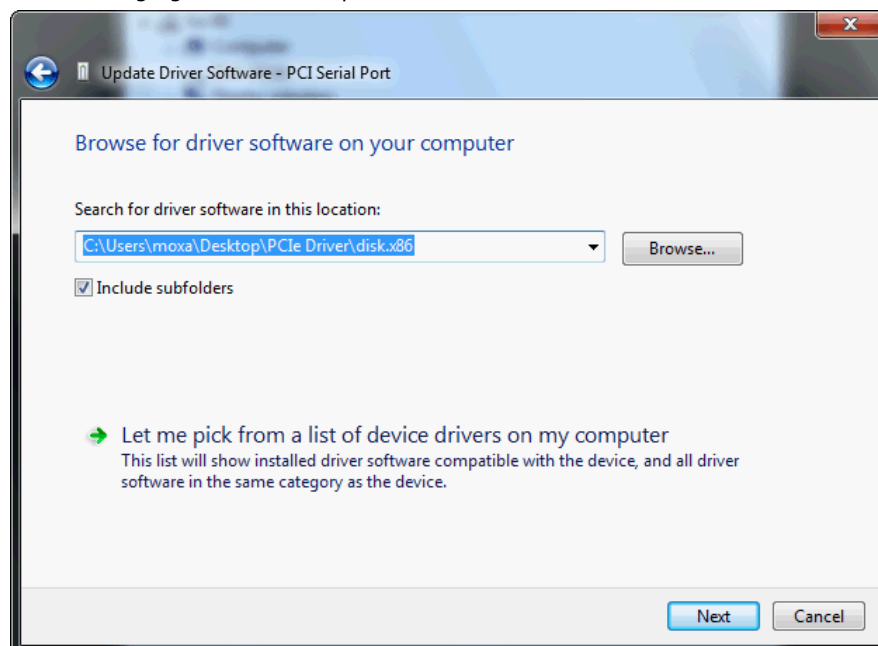 Update Driver Software - PCI Serial Port
Browse for driver software on your computer
Search for driver software in this location:
C:\Users\moxa\Desktop\PCIe Driver\disk.x86
Browse...
Include subfolders
Let me pick from a list of device drivers on my computer
This list will show installed driver software compatible with the device, and all driver
software in the same category as the device.
Next
Cancel